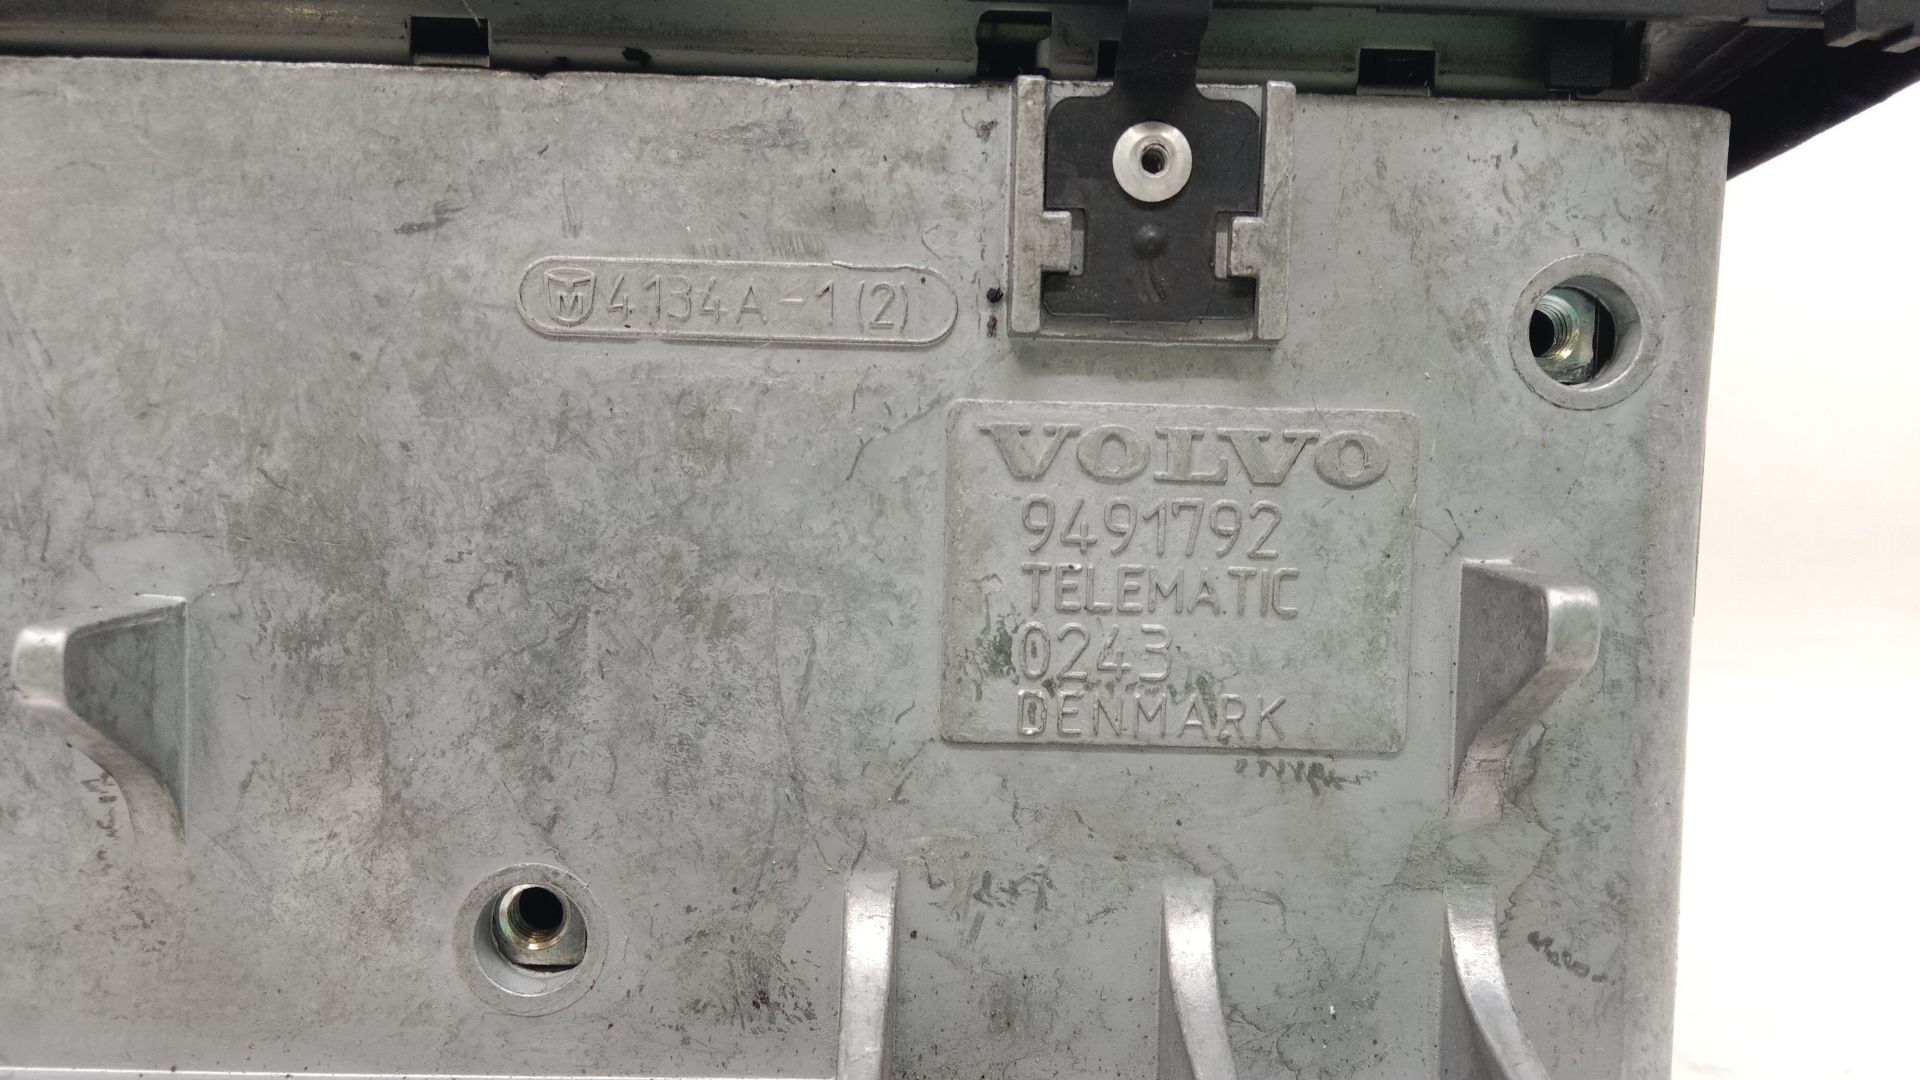 M 4134A-1(2)
VOLVO
9491792
TELEMATIC
0243
DENMARK